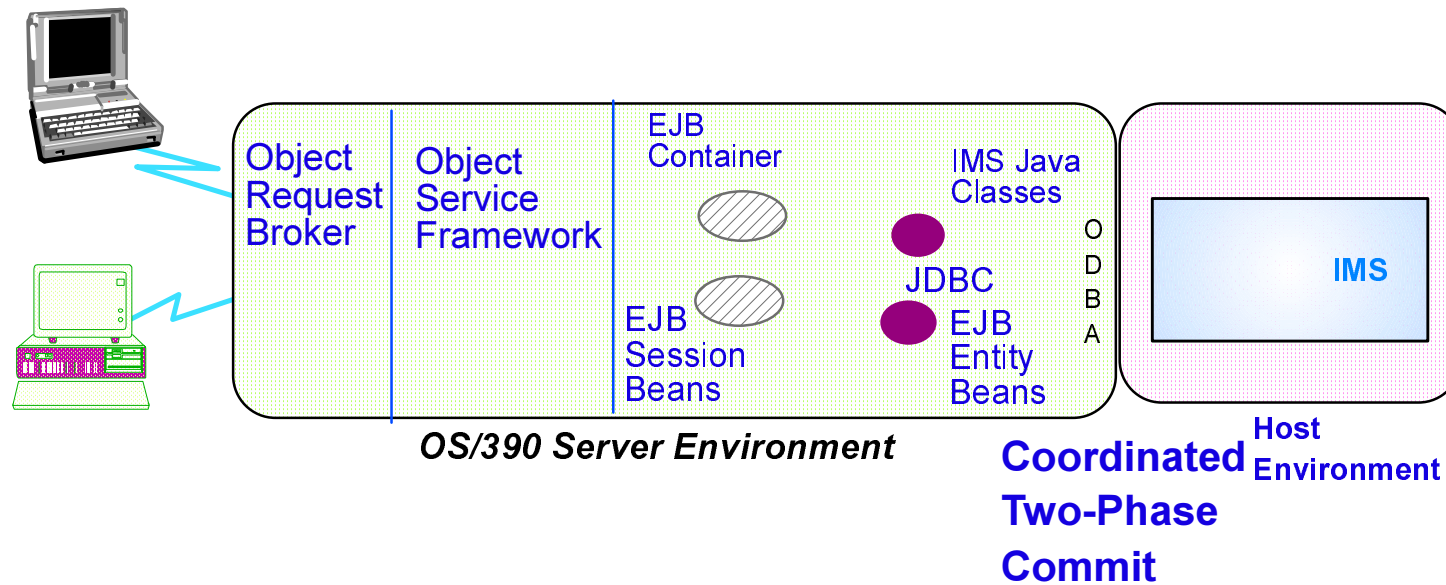 Object
Request
Broker
Object
Service
Framework
EJB
Container
EJB
Session
Beans
IMS Java
Classes
JDBC
EJB
Entity
Beans
O
D
B
A
IMS
OS/390 Server Environment
Host
Environment
Coordinated
Two-Phase
Commit